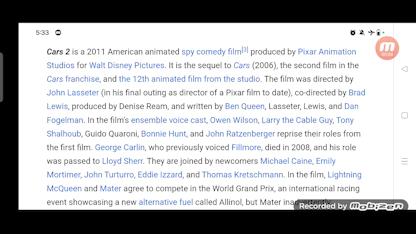 5:33
Cars 2 is a 2011 American animated spy comedy film[3] produced by Pixar Animation
Studios for Walt Disney Pictures. It is the sequel to Cars (2006), the second film in the
Cars franchise, and the 12th animated film from the studio. The film was directed by
John Lasseter (in his final outing as director of a Pixar film to date), co-directed by Brad
Lewis, produced by Denise Ream, and written by Ben Queen, Lasseter, Lewis, and Dan
Fogelman. In the film's ensemble voice cast, Owen Wilson, Larry the Cable Guy, Tony
Shalhoub, Guido Quaroni, Bonnie Hunt, and John Ratzenberger reprise their roles from
the first film. George Carlin, who previously voiced Fillmore, died in 2008, and his role
was passed to Lloyd Sherr. They are joined by newcomers Michael Caine, Emily
Mortimer, John Turturro, Eddie Izzard, and Thomas Kretschmann. In the film, Lightning
McQueen and Mater agree to compete in the World Grand Prix, an international racing
event showcasing a new alternative fuel called Allinol, but Mater
Recorded by Mobizen